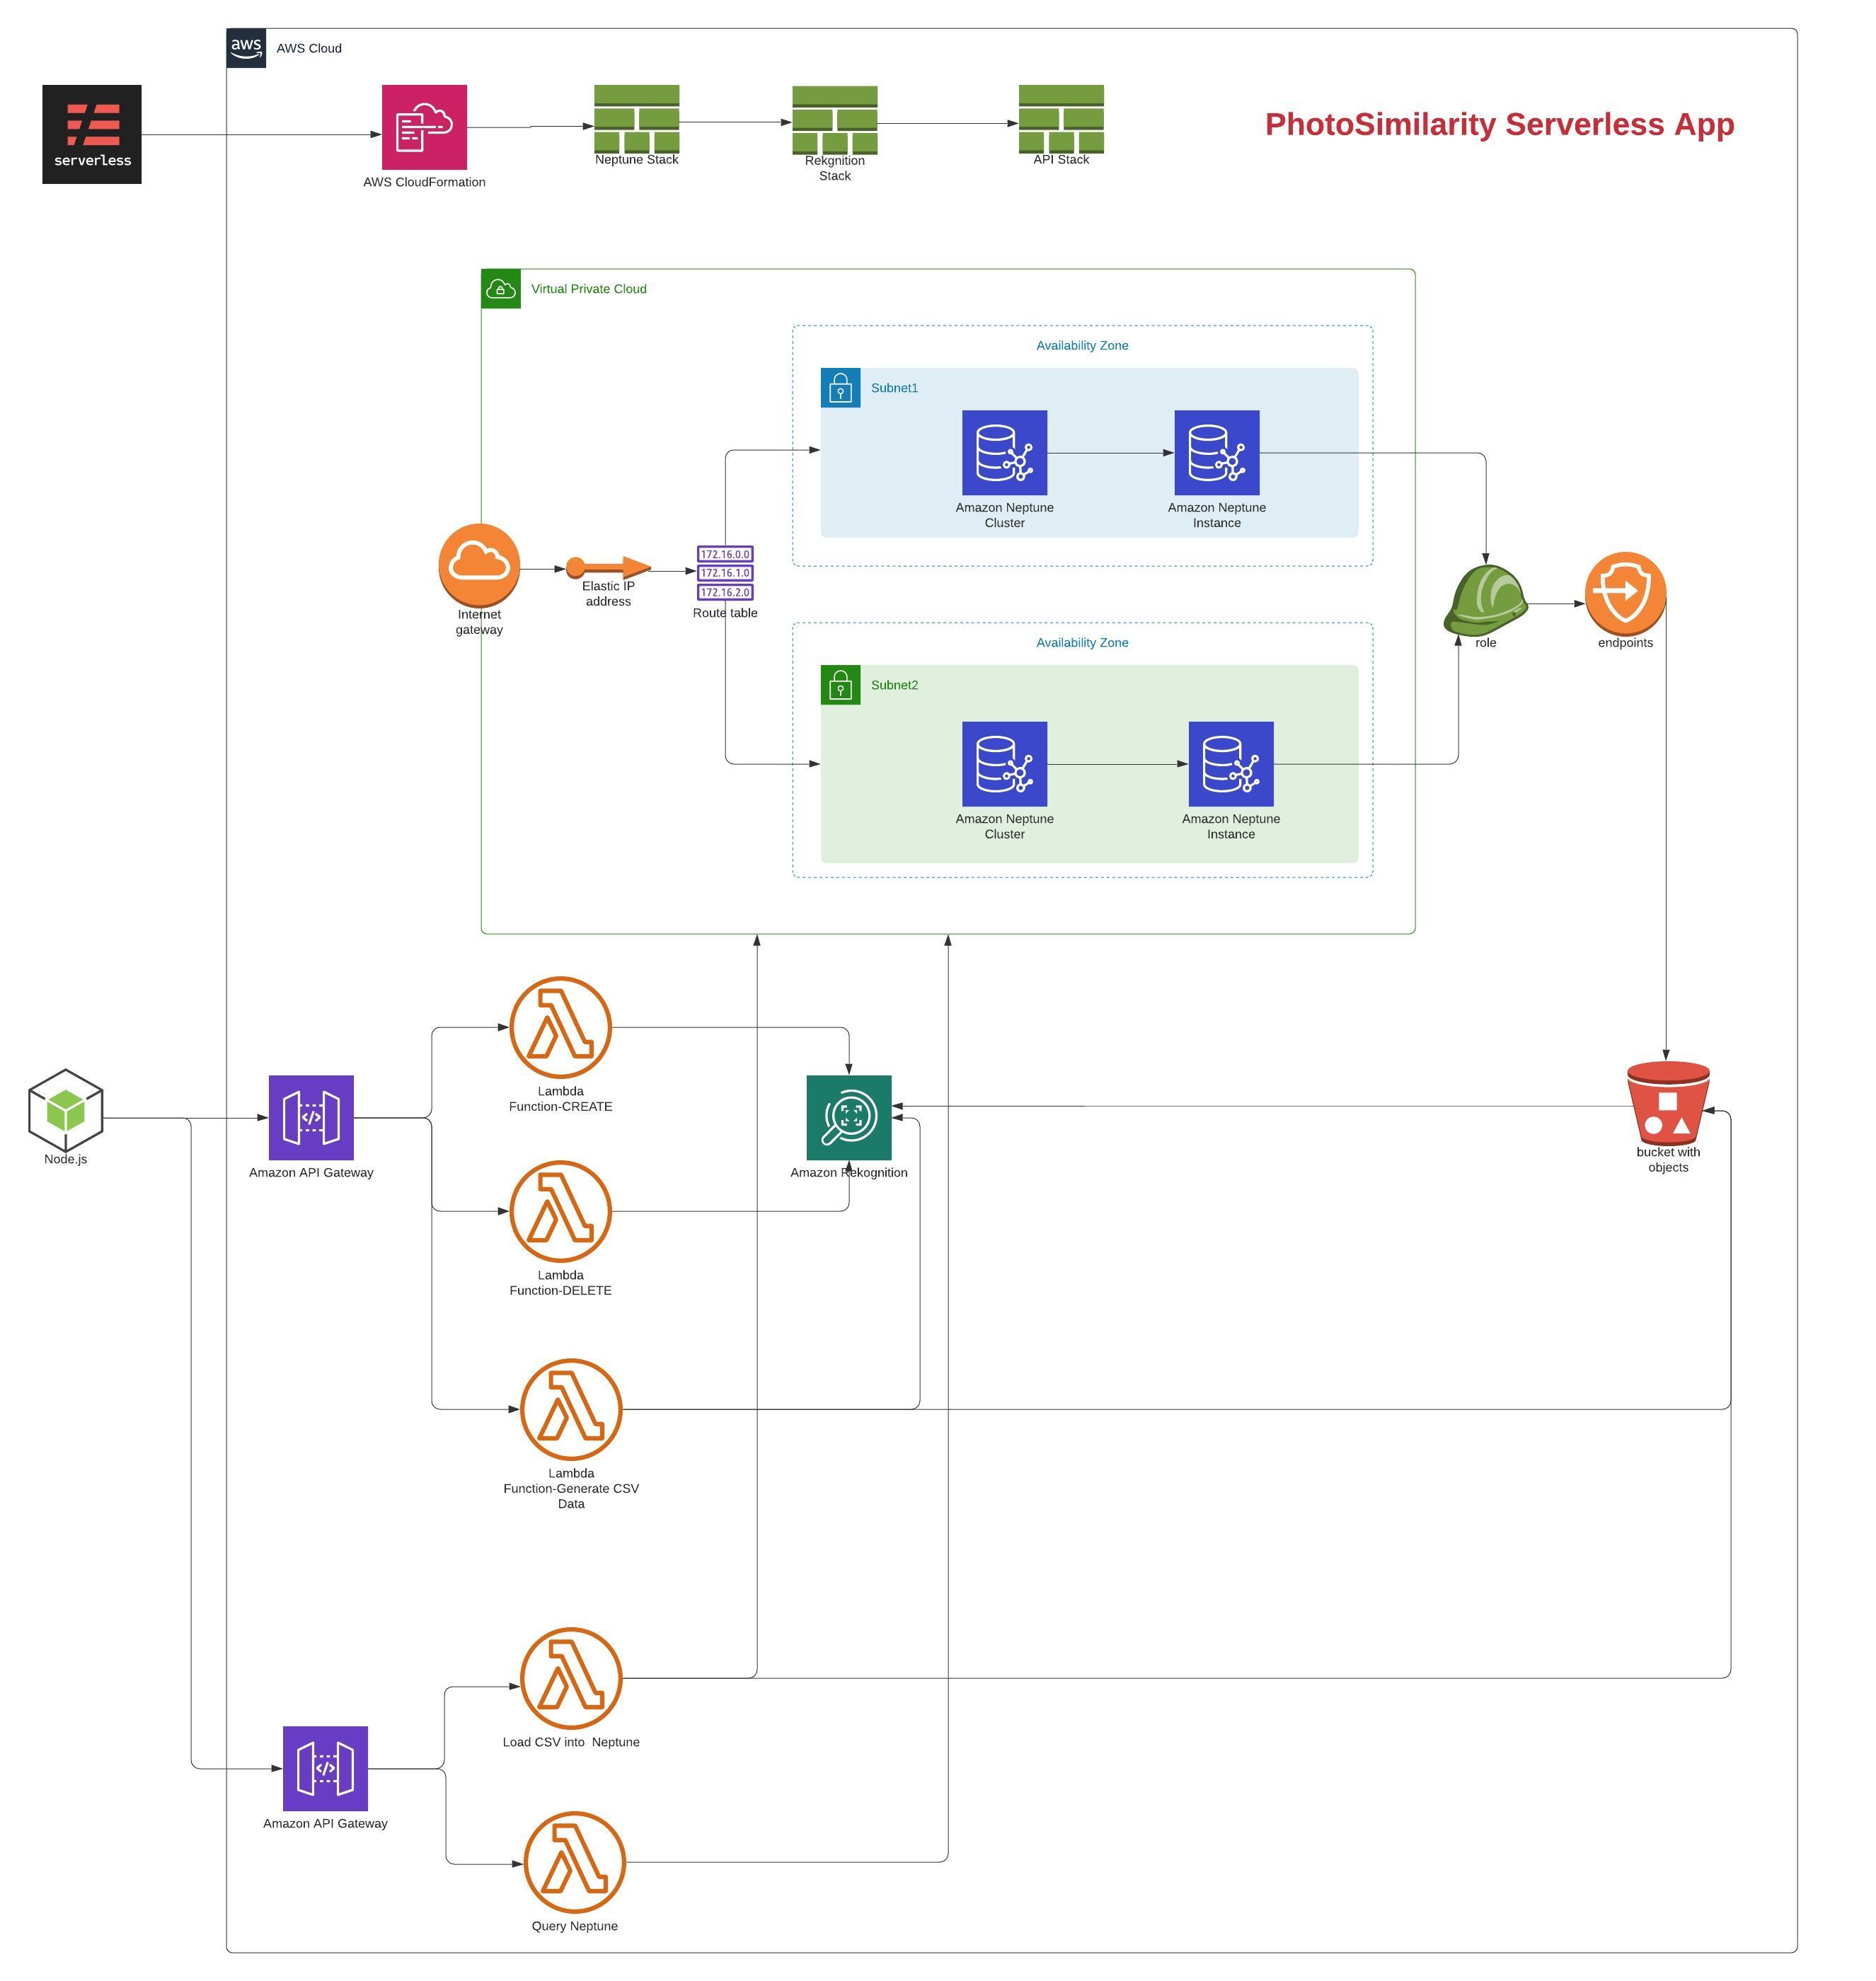 aws
AWS Cloud
serverless
AWS CloudFormation
Neptune Stack
Rekgnition
Stack
API Stack
PhotoSimilarity Serverless App
Virtual Private Cloud
Availability Zone
Subnet1
Amazon Neptune
Cluster
Amazon Neptune
Instance
Internet
gateway
Elastic IP
address
172.16.0.0
172.16.1.0
172.16.2.0
Route table
role
endpoints
Availability Zone
Subnet2
Amazon Neptune
Cluster
Amazon Neptune
Instance
Lambda
Function-CREATE
Node.js
</>
Amazon API Gateway
Amazon Rekognition
bucket with
objects
Lambda
Function-DELETE
Lambda
Function-Generate CSV
Data
Load CSV into  Neptune
</>
Amazon API Gateway
Query Neptune